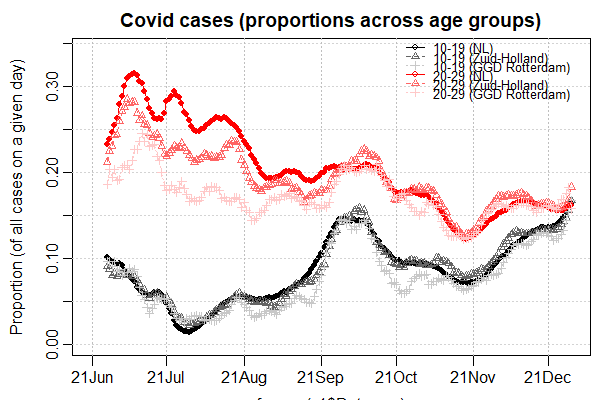 Covid cases (proportions across age groups)
10-19 (NL)
10-19 (Zuid-Holland)
10-19 (GGD Rotterdam)
20-29 (NL)
20-29 (Zuid-Holland)
20-29 (GGD Rotterdam)
Proportion (of all cases on a given day)
0.30
0.20
0.10
0.00
21Jun
21Jul
21Aug
21Sep
21Oct
21Nov
21Dec